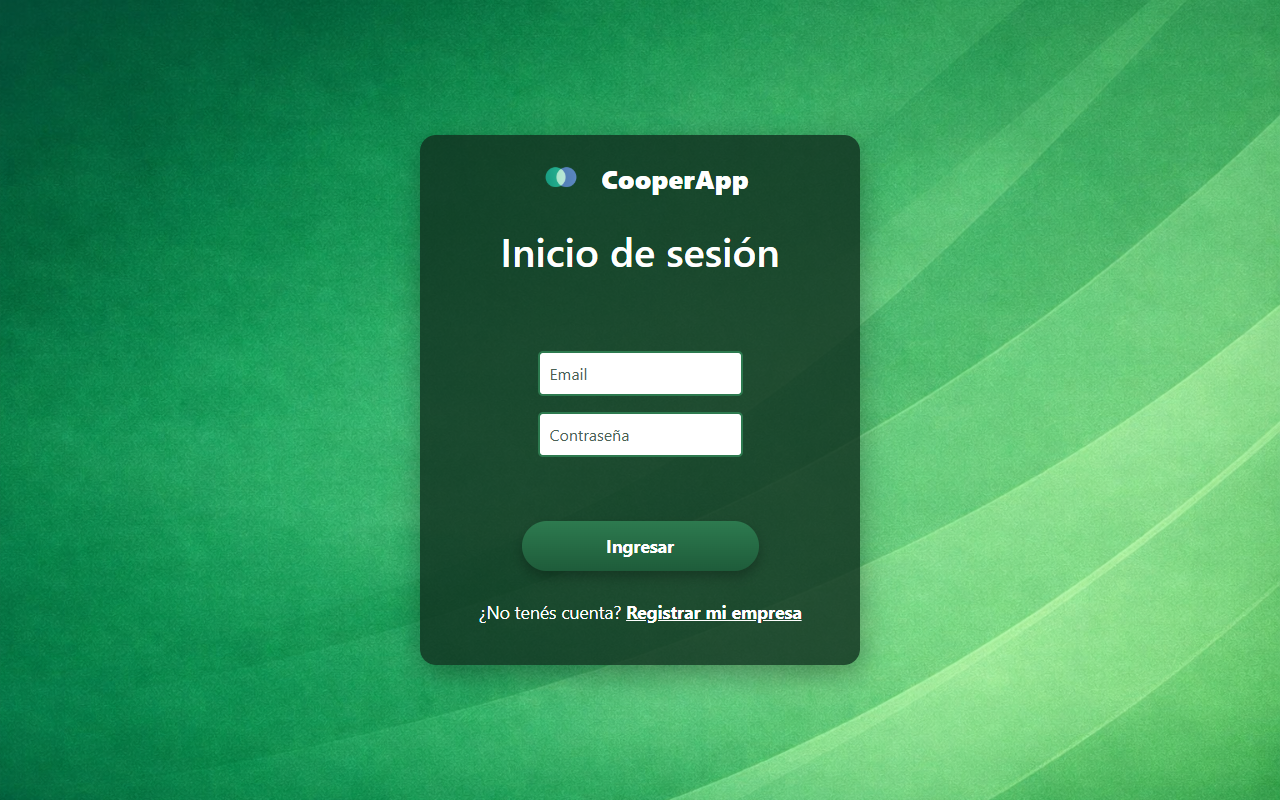 CooperApp
Inicio de sesión
Email
Contraseña
Ingresar
¿No tenés cuenta? Registrar mi empresa